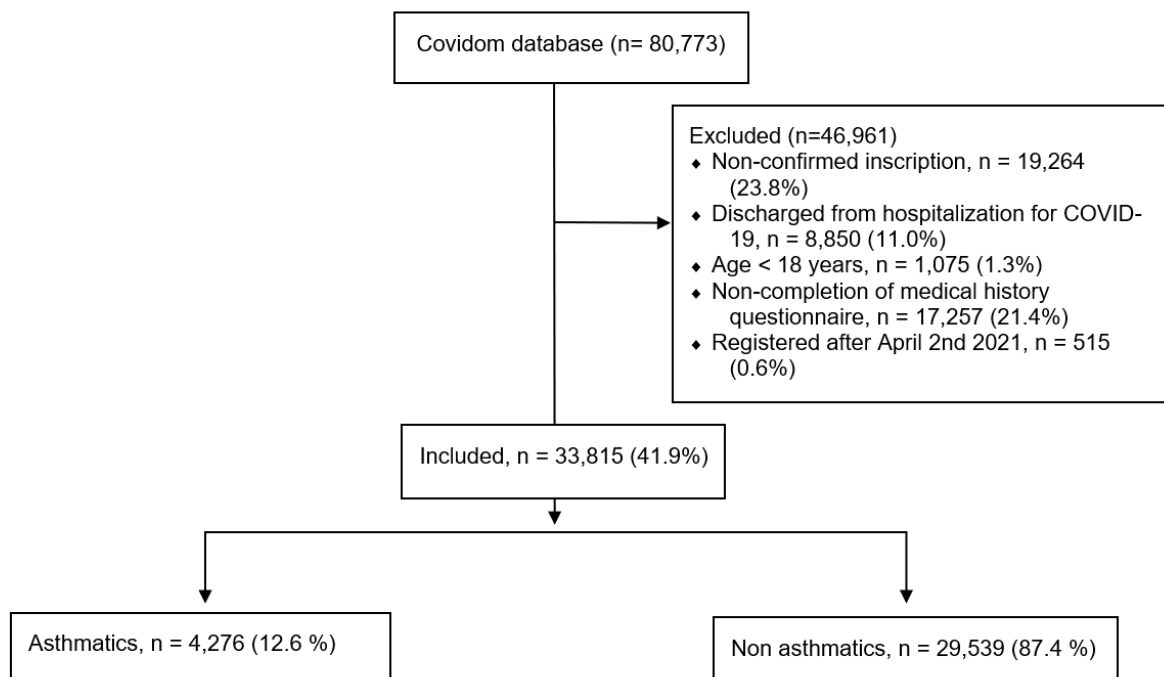 Covidom database (n= 80,773)
Excluded (n=46,961)
⬥ Non-confirmed inscription, n = 19,264
(23.8%)
⬥ Discharged from hospitalization for COVID-
19, n = 8,850 (11.0%)
⬥ Age < 18 years, n = 1,075 (1.3%)
⬥ Non-completion of medical history
questionnaire, n = 17,257 (21.4%)
⬥ Registered after April 2nd 2021, n = 515
(0.6%)
Included, n = 33,815 (41.9%)
Asthmatics, n = 4,276 (12.6 %)
Non asthmatics, n = 29,539 (87.4 %)